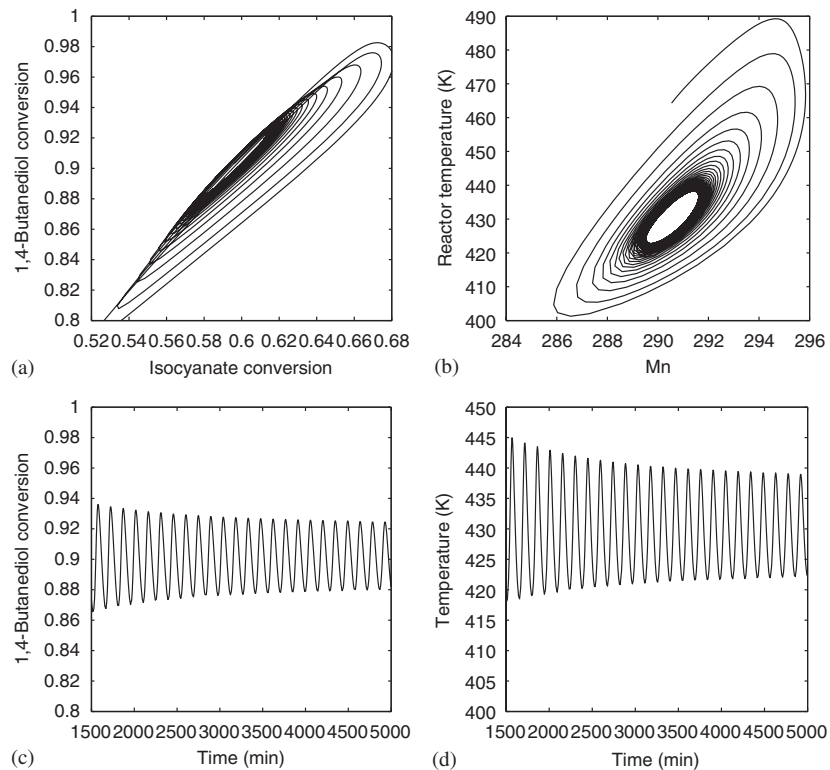 1
0.98
0.96
0.94
0.92
0.9
0.88
0.86
0.84
0.82
0.8
1,4-Butanediol conversion
0.52 0.54 0.56 0.58 0.6 0.62 0.64 0.66 0.68
Isocyanate conversion
(a)
490
480
470
460
450
440
430
420
410
400
Reactor temperature (K)
284 286 288 290 292 294 296
Mn
(b)
1
0.98
0.96
0.94
0.92
0.9
0.88
0.86
0.84
0.82
0.8
1,4-Butanediol conversion
1500 2000 2500 3000 3500 4000 4500 5000
Time (min)
(c)
450
445
440
435
430
425
420
415
410
405
400
Temperature (K)
1500 2000 2500 3000 3500 4000 4500 5000
Time (min)
(d)